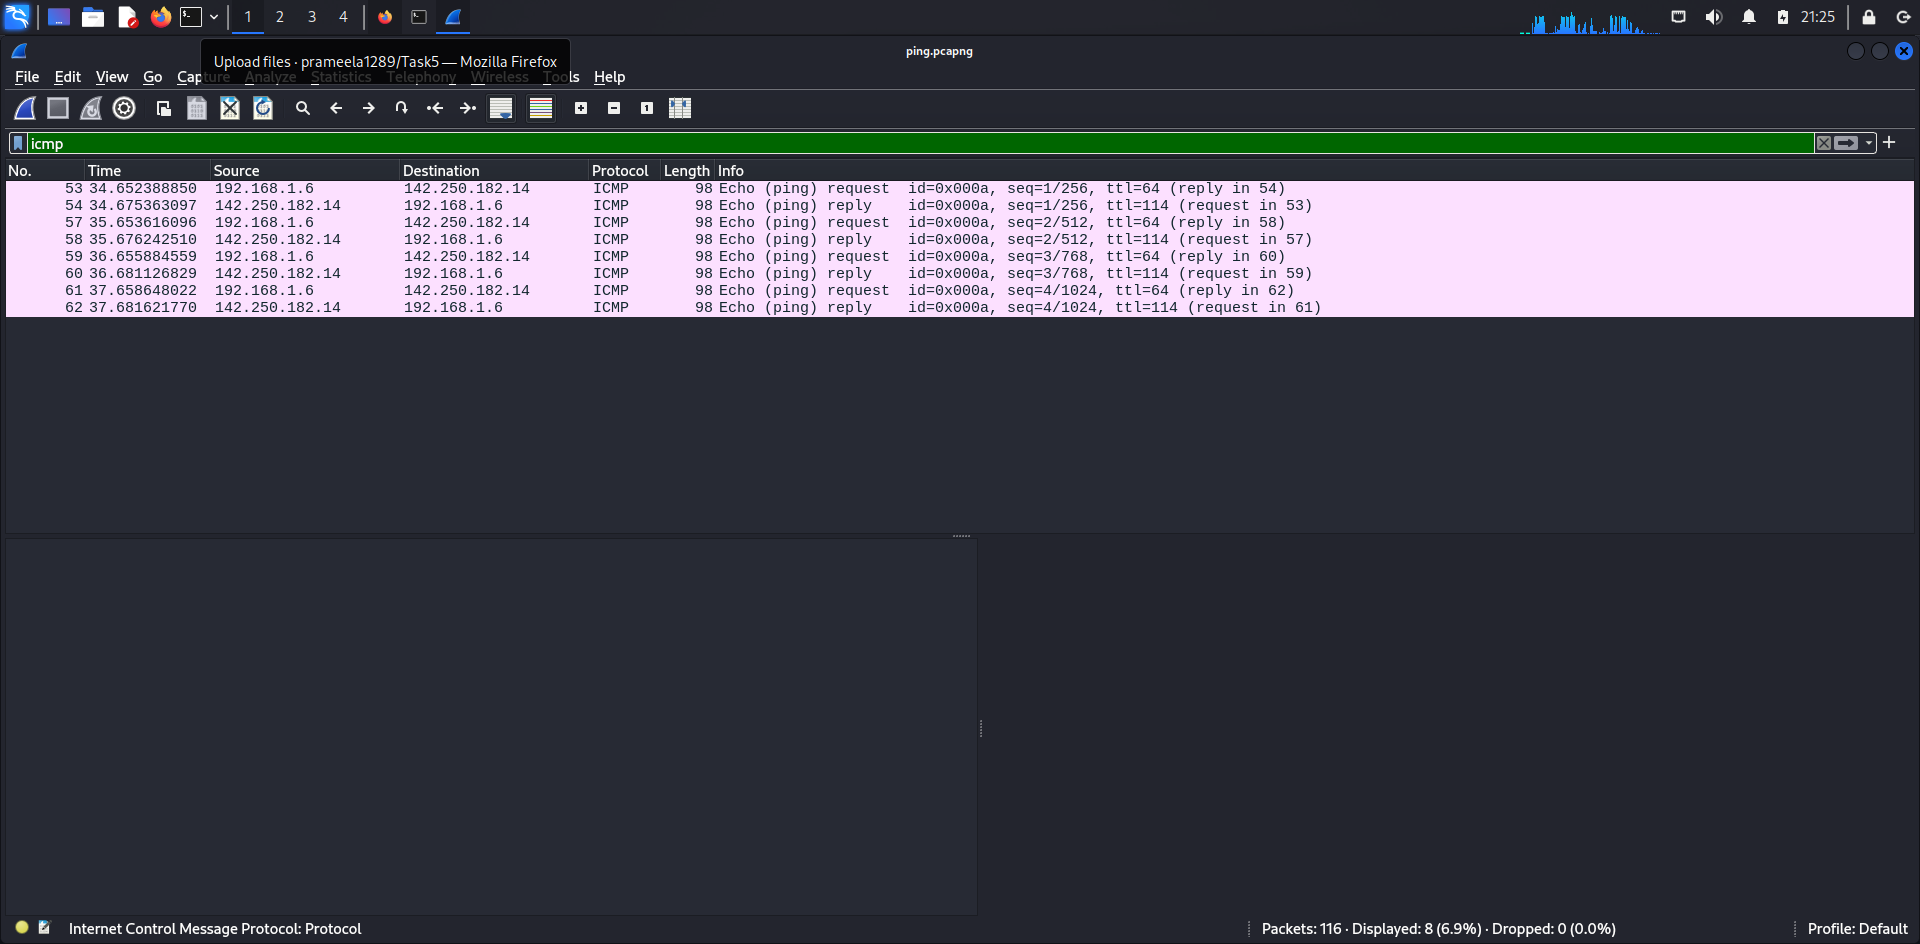 1 2 3 4 21:25
ping.pcapng
Upload files · prameela1289/Task5 — Mozilla Firefox
File Edit View Go Capture Analyze Statistics Telephony Wireless Tools Help
icmp
No. Time Source Destination Protocol Length Info
53 34.652388850 192.168.1.6 142.250.182.14 ICMP 98 Echo (ping) request id=0x000a, seq=1/256, ttl=64 (reply in 54)
54 34.675363097 142.250.182.14 192.168.1.6 ICMP 98 Echo (ping) reply id=0x000a, seq=1/256, ttl=114 (request in 53)
57 35.653616096 192.168.1.6 142.250.182.14 ICMP 98 Echo (ping) request id=0x000a, seq=2/512, ttl=64 (reply in 58)
58 35.676242510 142.250.182.14 192.168.1.6 ICMP 98 Echo (ping) reply id=0x000a, seq=2/512, ttl=114 (request in 57)
59 36.655884559 192.168.1.6 142.250.182.14 ICMP 98 Echo (ping) request id=0x000a, seq=3/768, ttl=64 (reply in 60)
60 36.681126829 142.250.182.14 192.168.1.6 ICMP 98 Echo (ping) reply id=0x000a, seq=3/768, ttl=114 (request in 59)
61 37.658648022 192.168.1.6 142.250.182.14 ICMP 98 Echo (ping) request id=0x000a, seq=4/1024, ttl=64 (reply in 62)
62 37.681621770 142.250.182.14 192.168.1.6 ICMP 98 Echo (ping) reply id=0x000a, seq=4/1024, ttl=114 (request in 61)
Internet Control Message Protocol: Protocol Packets: 116 · Displayed: 8 (6.9%) · Dropped: 0 (0.0%) Profile: Default